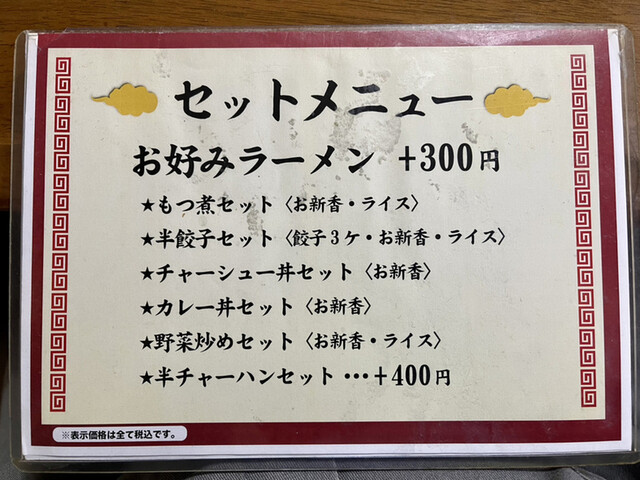 セットメニュー
お好みラーメン +300円
★もつ煮セット〈お新香・ライス〉
★半餃子セット〈餃子3ケ・お新香・ライス〉
★チャーシュー丼セット〈お新香〉
★カレー丼セット〈お新香〉
★野菜炒めセット〈お新香・ライス〉
★半チャーハンセット …+400円
※表示価格は全て税込です。